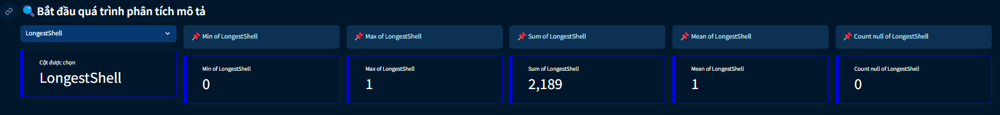 Bắt đầu quá trình phân tích mô tả
LongestShell
Min of LongestShell
Max of LongestShell
Sum of LongestShell
Mean of LongestShell
Count null of LongestShell
Cột được chọn
LongestShell
Min of LongestShell
0
Max of LongestShell
1
Sum of LongestShell
2,189
Mean of LongestShell
1
Count null of LongestShell
0